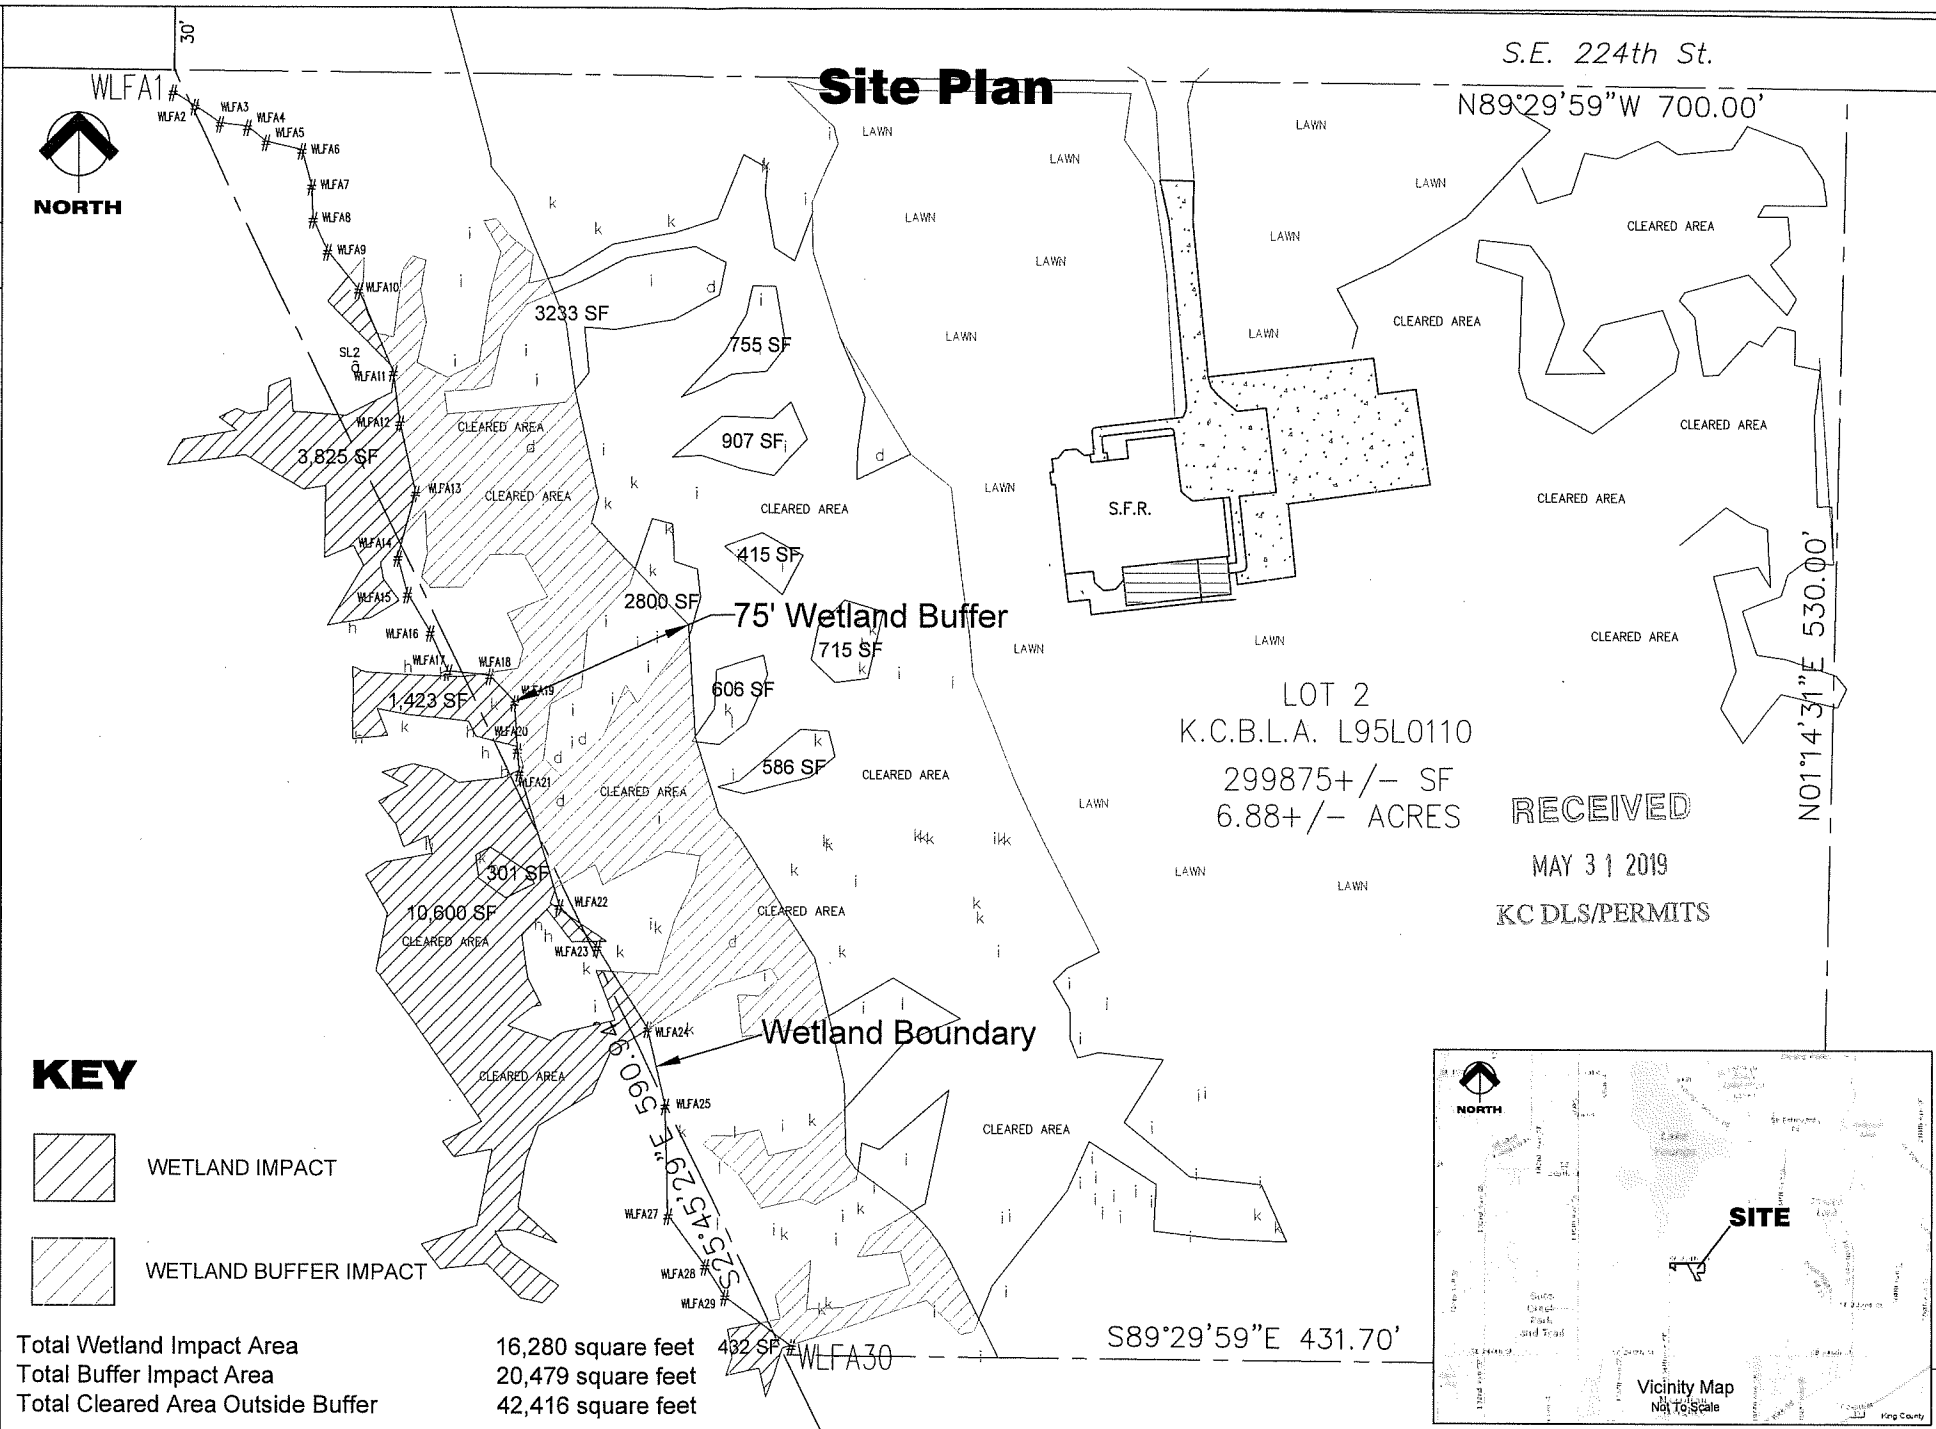 30'
Site Plan
S.E. 224th St.
N89°29'59"W 700.00'
WLFA1
WLFA2
WLFA3
WLFA4
WLFA5
WLFA6
WLFA7
WLFA8
WLFA9
WLFA10
NORTH
LAWN
LAWN
LAWN
LAWN
LAWN
LAWN
LAWN
LAWN
LAWN
CLEARED AREA
CLEARED AREA
3233 SF
755 SF
SL2
WLFA11
WLFA12
CLEARED AREA
907 SF
CLEARED AREA
3,825 SF
WLFA13
CLEARED AREA
LAWN
CLEARED AREA
S.F.R.
CLEARED AREA
WLFA14
415 SF
WLFA15
2800 SF
75' Wetland Buffer
WLFA16
715 SF
LAWN
LAWN
CLEARED AREA
N01°14'31"E 530.00'
WLFA17
WLFA18
1,423 SF
WLFA19
606 SF
WLFA20
586 SF
LOT 2
K.C.B.L.A. L95L0110
299875+/- SF
6.88+/- ACRES
WLFA21
CLEARED AREA
CLEARED AREA
LAWN
RECEIVED
MAY 31 2019
KC DLS/PERMITS
301 SF
LAWN
LAWN
10,600 SF
CLEARED AREA
WLFA22
CLEARED AREA
WLFA23
WLFA24
Wetland Boundary
CLEARED AREA
S25°45'29"E 590.69'
WLFA25
CLEARED AREA
WLFA27
WLFA28
WLFA29
KEY
WETLAND IMPACT
WETLAND BUFFER IMPACT
Total Wetland Impact Area 16,280 square feet
Total Buffer Impact Area 20,479 square feet
Total Cleared Area Outside Buffer 42,416 square feet
432 SF
WLFA30
S89°29'59"E 431.70'
NORTH
SITE
Vicinity Map
Not To Scale
King County